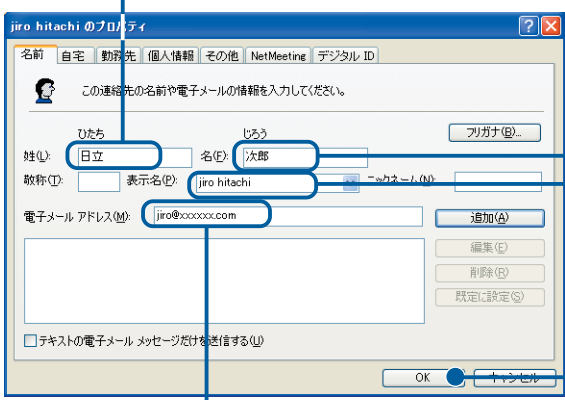 jiro hitachi のプロパティ
名前 自宅 勤務先 個人情報 その他 NetMeeting デジタル ID
この連絡先の名前や電子メールの情報を入力してください。
ひたち じろう フリガナ(B)...
姓(L): 日立 名(F): 次郎
敬称(T): 表示名(P): jiro hitachi ニックネーム(N):
電子メール アドレス(M): jiro@xxxxxx.com 追加(A)
編集(E)
削除(R)
既定に設定(S)
テキストの電子メール メッセージだけを送信する(U)
OK キャンセル